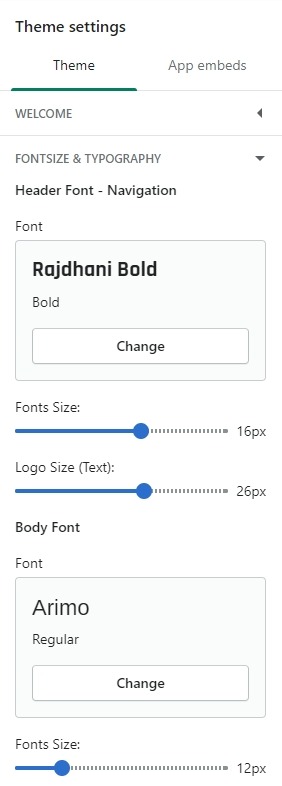 Theme settings
Theme App embeds
WELCOME
FONTSIZE & TYPOGRAPHY
Header Font - Navigation
Font
Rajdhani Bold
Bold
Change
Fonts Size:
16px
Logo Size (Text):
26px
Body Font
Font
Arimo
Regular
Change
Fonts Size:
12px